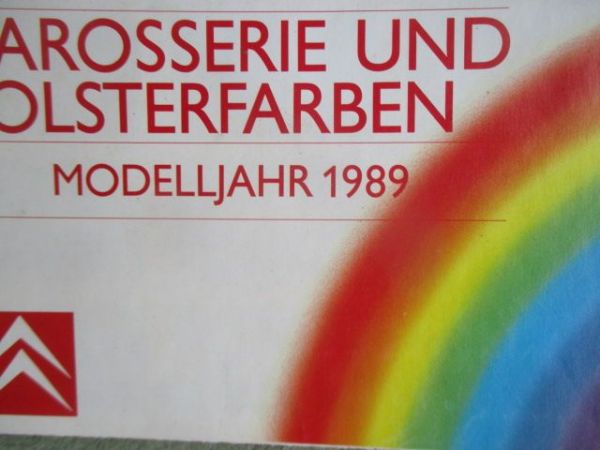 AROSSERIE UND
OLSTERFARBEN
MODELLJAHR 1989